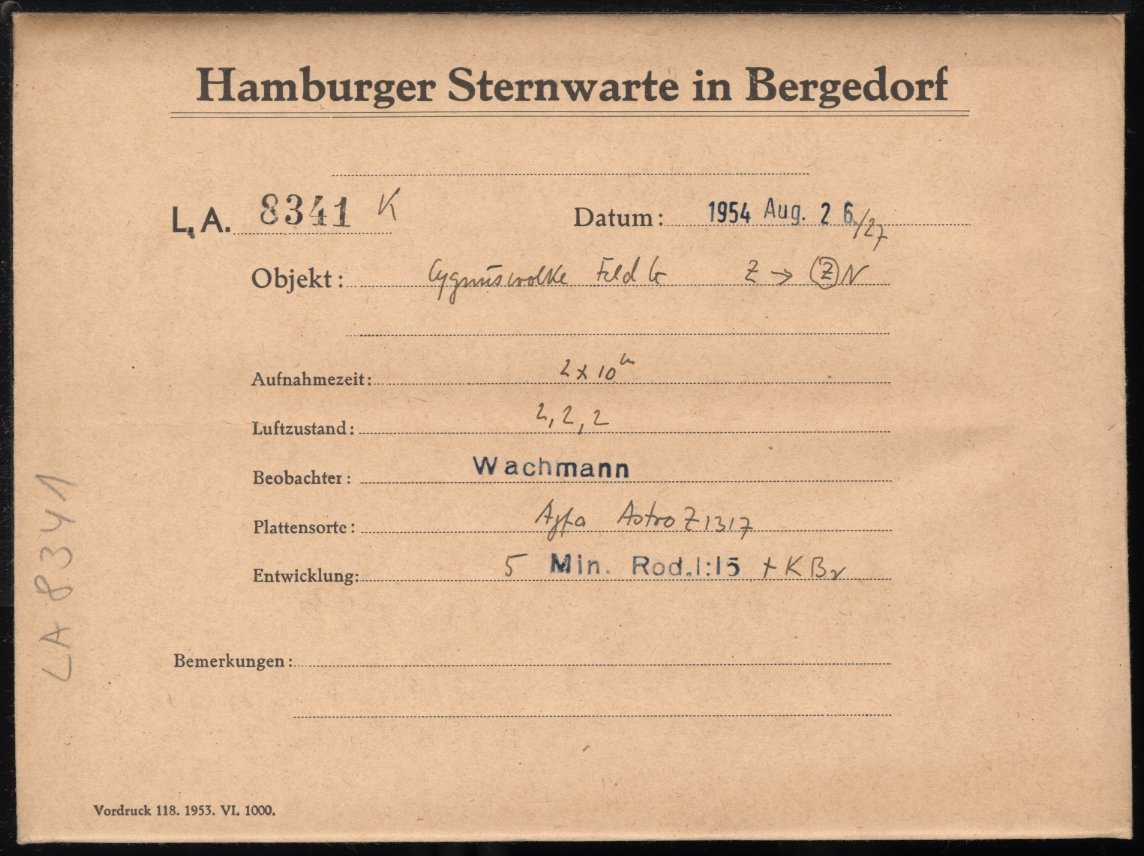 Hamburger Sternwarte in Bergedorf
L.A. 8341 K Datum: 1954 Aug. 26./27
Objekt: Cygnuswolke Feld b Z → (Z) N
Aufnahmezeit: 2 x 10ᵐ
Luftzustand: 2, 2, 2
Beobachter: Wachmann
Plattensorte: Agfa Astro Z 1317
Entwicklung: 5 Min. Rod. 1:15 + KBr
Bemerkungen:
LA 8341
Vordruck 118. 1953. VI. 1000.